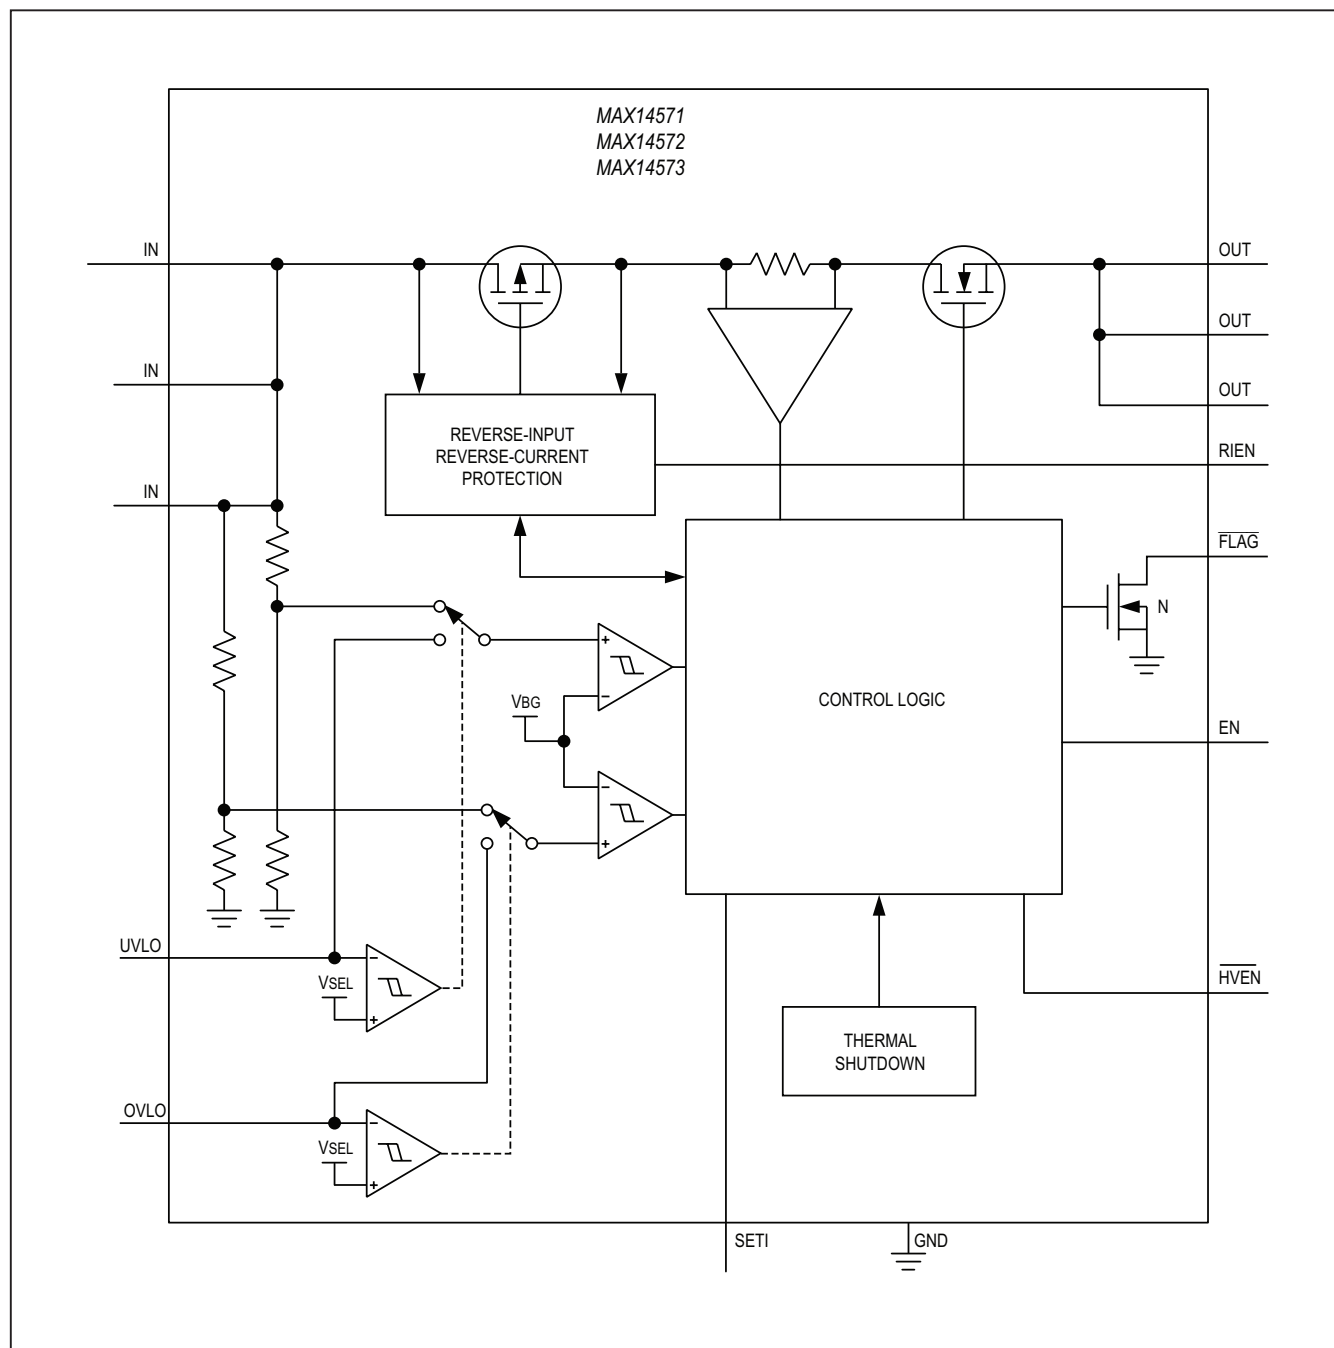 MAX14571
MAX14572
MAX14573
IN
OUT
OUT
IN
OUT
REVERSE-INPUT
REVERSE-CURRENT
PROTECTION
RIEN
IN
FLAG
N
VBG
CONTROL LOGIC
EN
UVLO
VSEL
HVEN
THERMAL
SHUTDOWN
OVLO
VSEL
SETI
GND